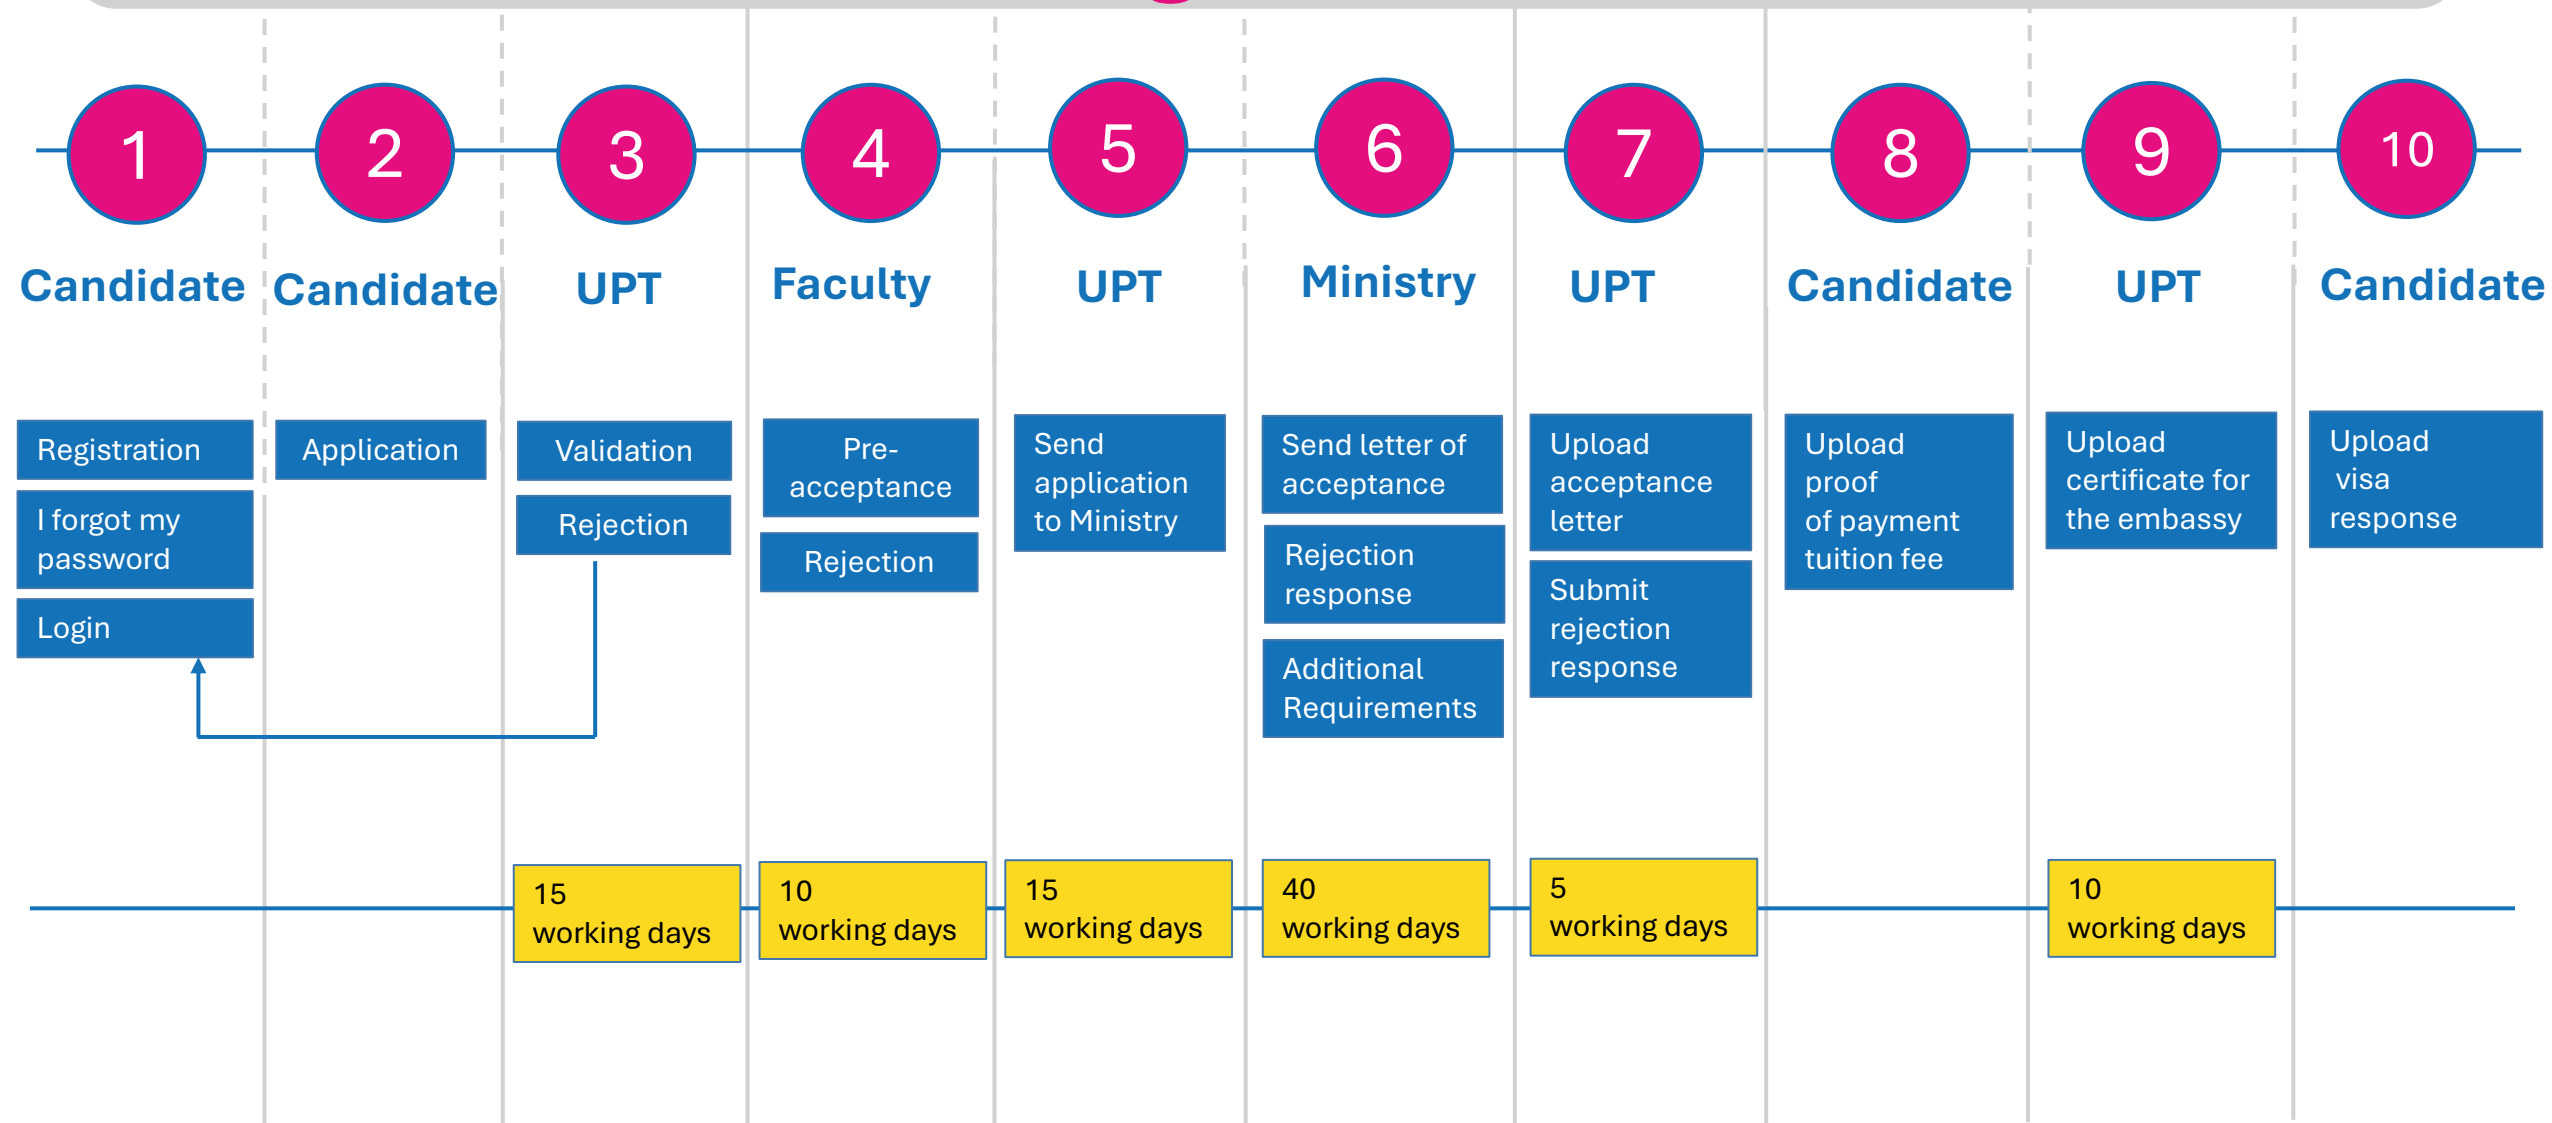 1
2
3
4
5
6
7
8
9
10
Candidate
Candidate
UPT
Faculty
UPT
Ministry
UPT
Candidate
UPT
Candidate
Registration
I forgot my
password
Login
Application
Validation
Rejection
Pre-
acceptance
Rejection
Send
application
to Ministry
Send letter of
acceptance
Rejection
response
Additional
Requirements
Upload
acceptance
letter
Submit
rejection
response
Upload
proof
of payment
tuition fee
Upload
certificate for
the embassy
Upload
visa
response
15
working days
10
working days
15
working days
40
working days
5
working days
10
working days